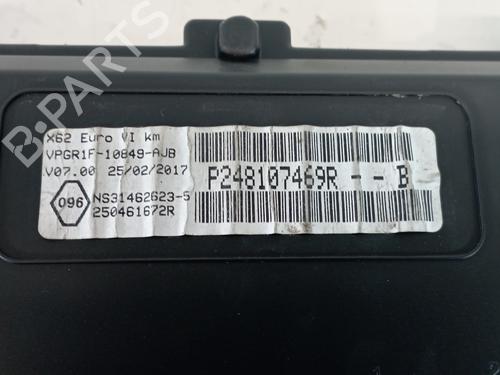 X62 Euro VI km
VPGR1F-10849-AJB
V07.00 25/02/2017
096
NS31462623-5
250461672R
P248107469R -- B
B-PARTS